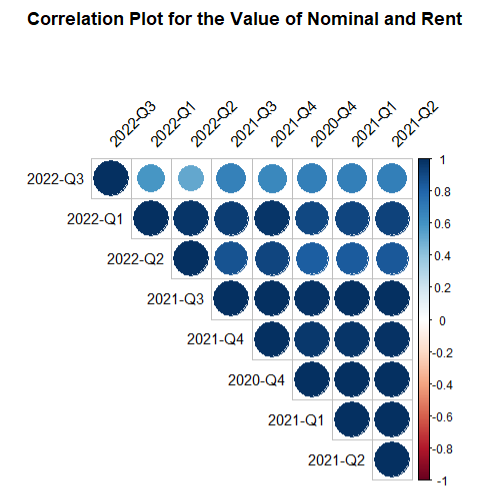 Correlation Plot for the Value of Nominal and Rent
2022-Q3 2022-Q1 2022-Q2 2021-Q3 2021-Q4 2020-Q4 2021-Q1 2021-Q2
2022-Q3
2022-Q1
2022-Q2
2021-Q3
2021-Q4
2020-Q4
2021-Q1
2021-Q2
1
0.8
0.6
0.4
0.2
0
-0.2
-0.4
-0.6
-0.8
-1